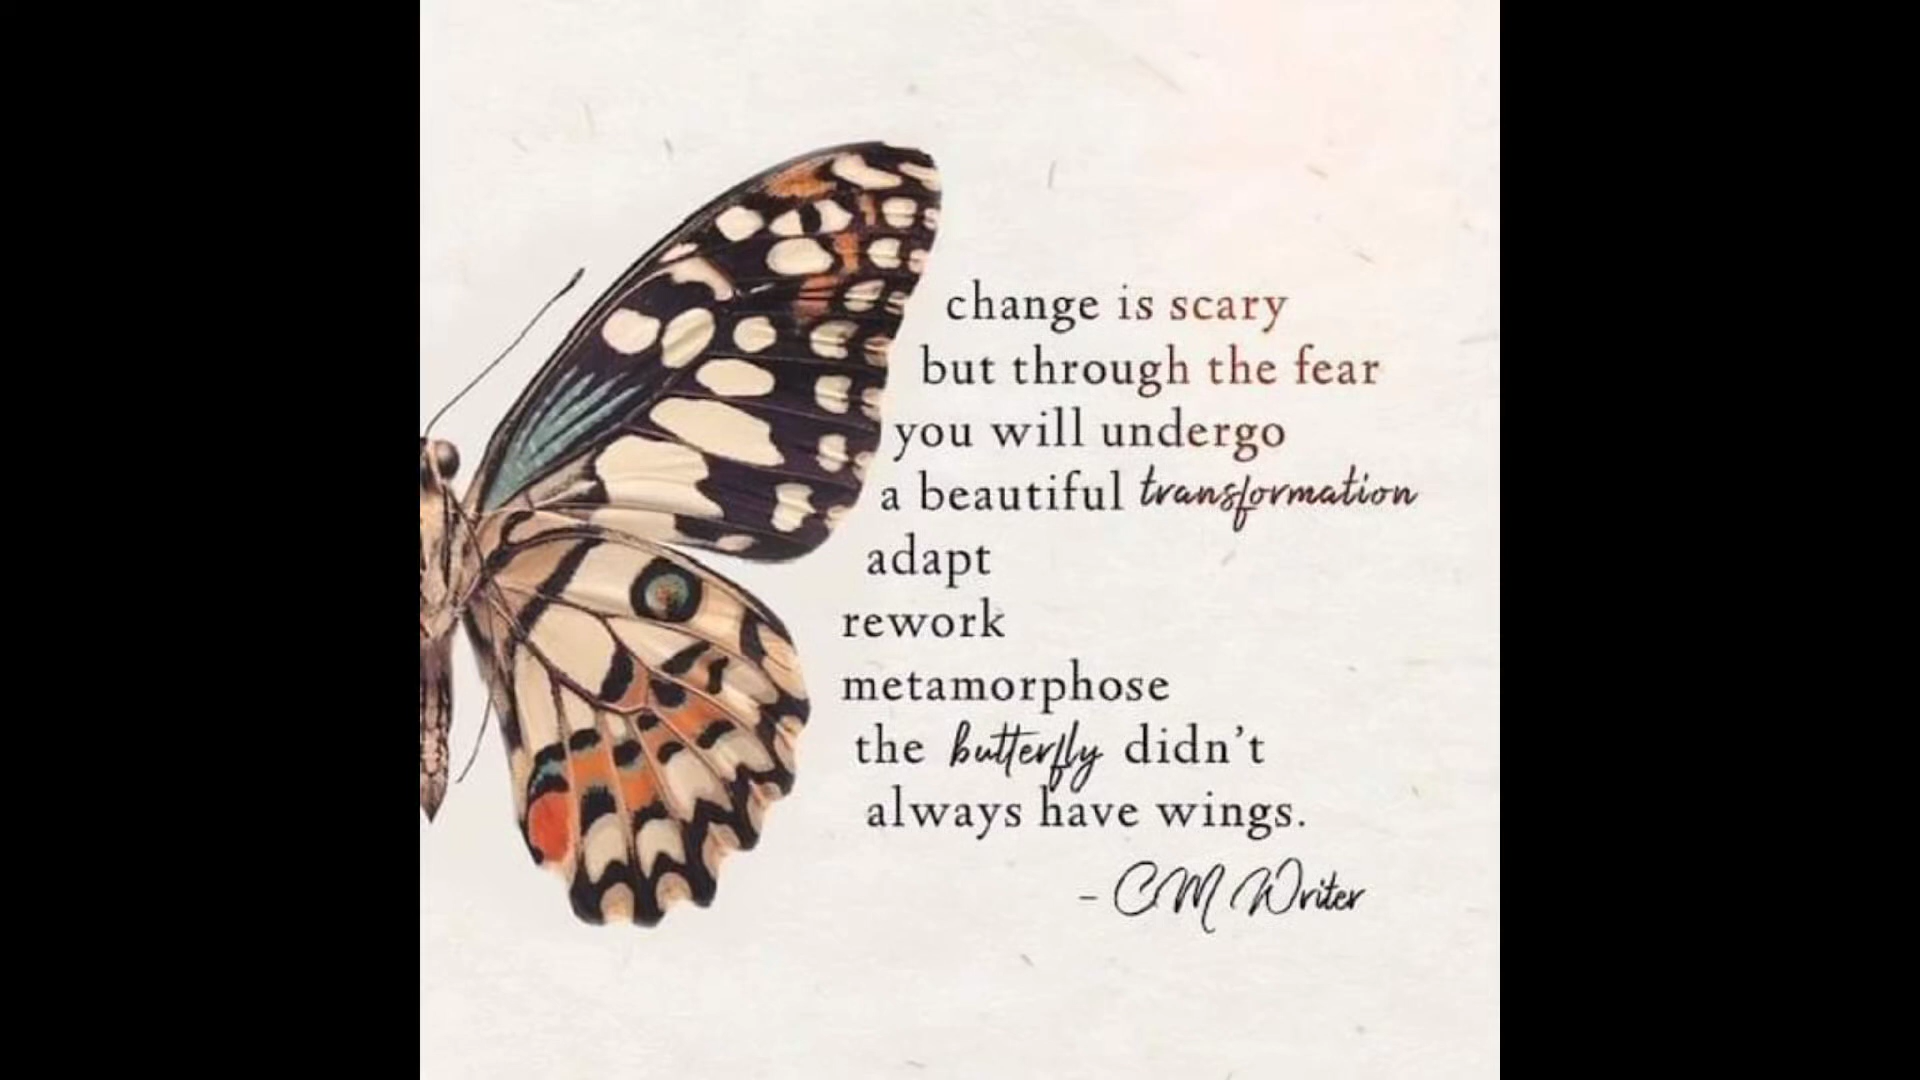 change is scary
but through the fear
you will undergo
a beautiful transformation
adapt
rework
metamorphose
the butterfly didn't
always have wings.
- CM Writer